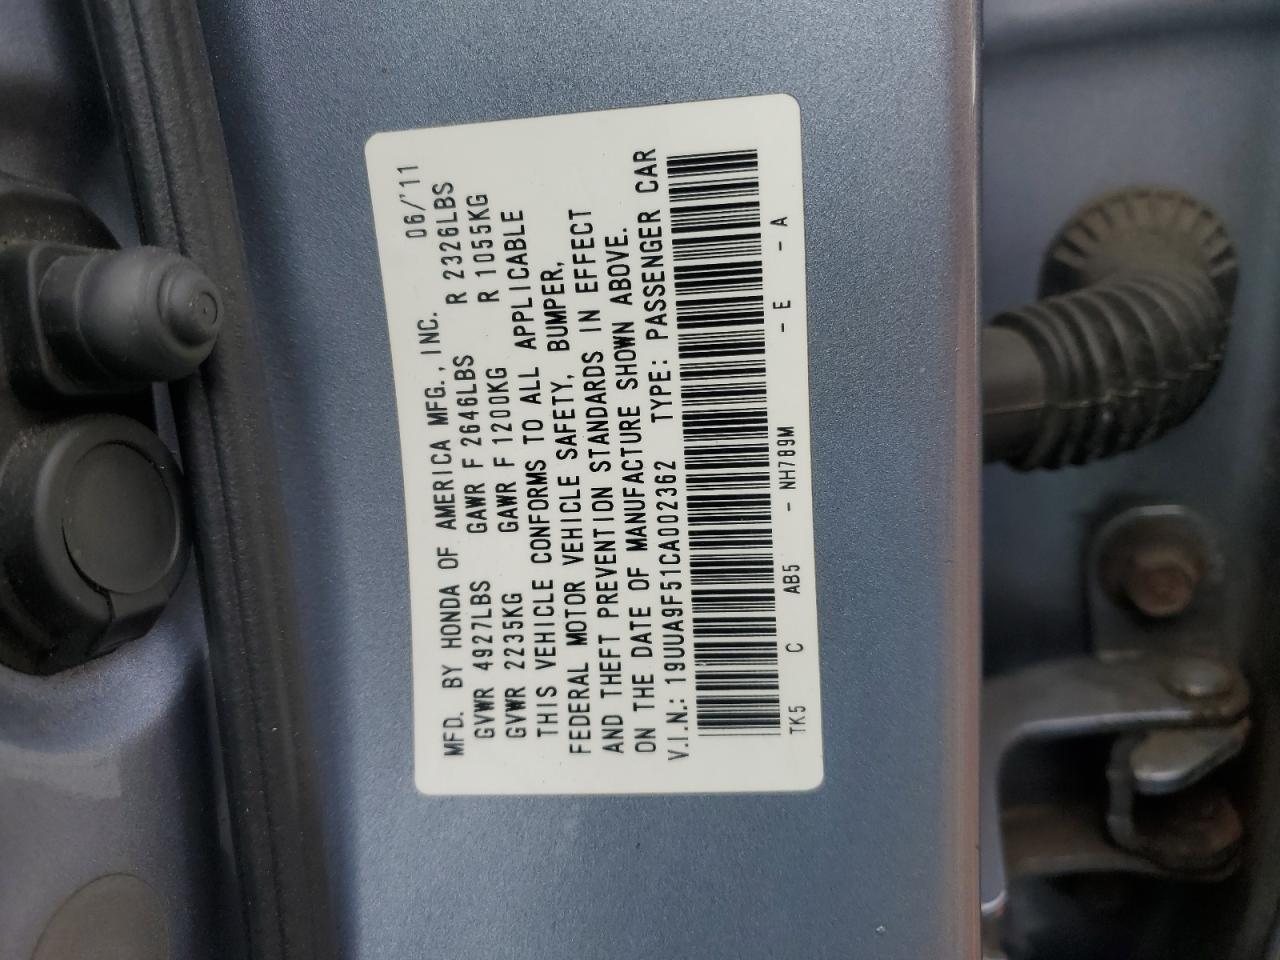 MFD. BY HONDA OF AMERICA MFG., INC. 06/'11
GVWR 4927LBS GAWR F 2646LBS R 2326LBS
GVWR 2235KG GAWR F 1200KG R 1055KG
THIS VEHICLE CONFORMS TO ALL APPLICABLE
FEDERAL MOTOR VEHICLE SAFETY, BUMPER,
AND THEFT PREVENTION STANDARDS IN EFFECT
ON THE DATE OF MANUFACTURE SHOWN ABOVE.
V.I.N.: 19UUA9F51CA002362 TYPE: PASSENGER CAR
TK5 C AB5 - NH789M - E - A